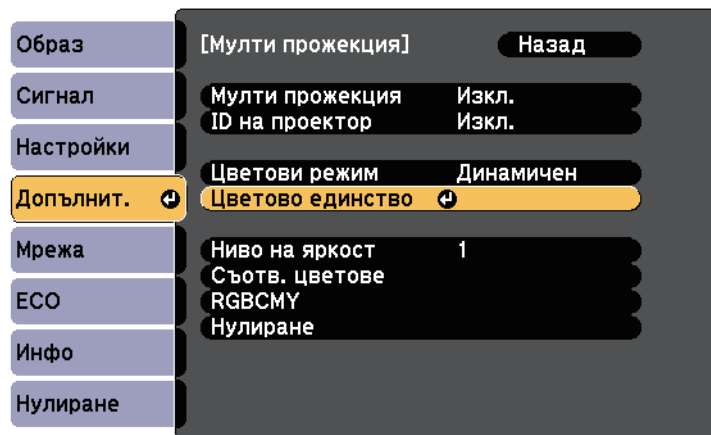 Образ
Сигнал
Настройки
Допълнит.
Мрежа
ECO
Инфо
Нулиране
[Мулти прожекция] Назад
Мулти прожекция Изкл.
ID на проектор Изкл.
Цветови режим Динамичен
Цветово единство
Ниво на яркост 1
Съотв. цветове
RGBCMY
Нулиране